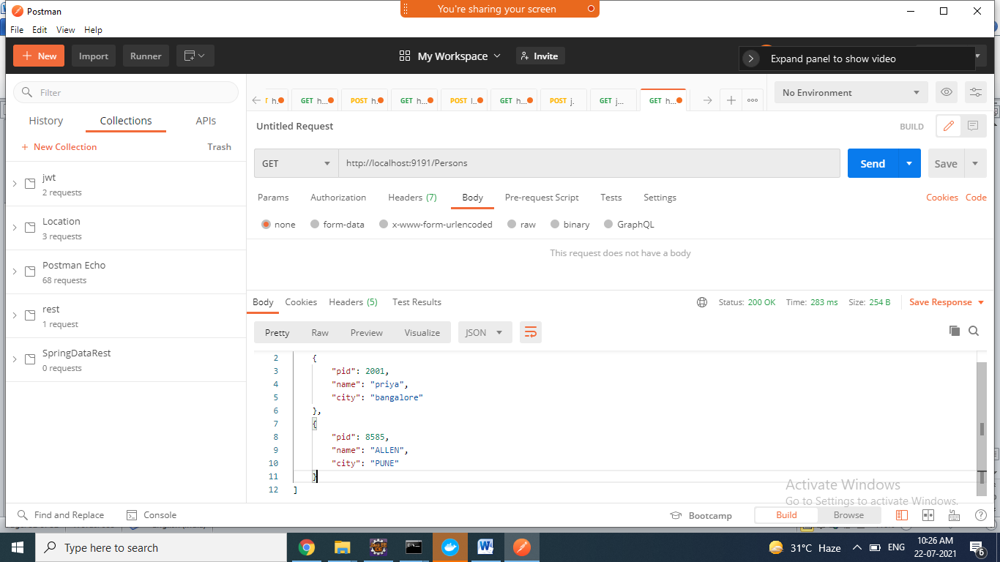 Postman
You're sharing your screen
File Edit View Help
+ New Import Runner My Workspace Invite
Expand panel to show video
Filter
History Collections APIs
+ New Collection Trash
jwt
2 requests
Location
3 requests
Postman Echo
68 requests
rest
1 request
SpringDataRest
0 requests
h... GET h... POST h. GET h... POST l.. GET h... POST j. GET j... GET h...
No Environment
Untitled Request
BUILD
GET http://localhost:9191/Persons Send Save
Params Authorization Headers (7) Body Pre-request Script Tests Settings Cookies Code
none form-data x-www-form-urlencoded raw binary GraphQL
This request does not have a body
Body Cookies Headers (5) Test Results Status: 200 OK Time: 283 ms Size: 254 B Save Response
Pretty Raw Preview Visualize JSON
2 {
3 "pid": 2001,
4 "name": "priya",
5 "city": "bangalore"
6 },
7 {
8 "pid": 8585,
9 "name": "ALLEN",
10 "city": "PUNE"
11 }
12 ]
Activate Windows
Go to Settings to activate Windows.
Find and Replace Console Bootcamp Build Browse
Type here to search
31°C Haze ENG
10:26 AM
22-07-2021
6